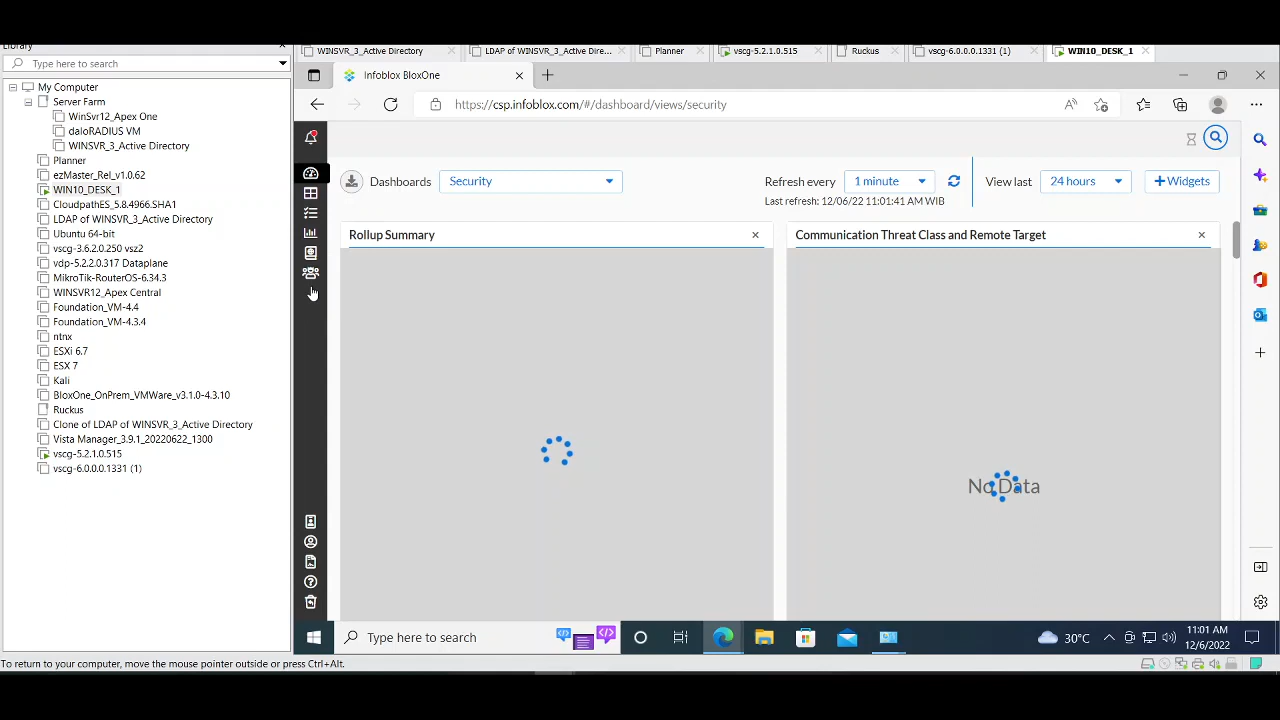 Library
WINSVR_3_Active Directory
LDAP of WINSVR_3_Active Dire...
Planner
vscg-5.2.1.0.515
Ruckus
vscg-6.0.0.0.1331 (1)
WIN10_DESK_1
Type here to search
My Computer
Server Farm
WinSvr12_Apex One
daloRADIUS VM
WINSVR_3_Active Directory
Planner
ezMaster_Rel_v1.0.62
WIN10_DESK_1
CloudpathES_5.8.4966.SHA1
LDAP of WINSVR_3_Active Directory
Ubuntu 64-bit
vscg-3.6.2.0.250 vsz2
vdp-5.2.2.0.317 Dataplane
MikroTik-RouterOS-6.34.3
WINSVR12_Apex Central
Foundation_VM-4.4
Foundation_VM-4.3.4
ntnx
ESXi 6.7
ESX 7
Kali
BloxOne_OnPrem_VMWare_v3.1.0-4.3.10
Ruckus
Clone of LDAP of WINSVR_3_Active Directory
Vista Manager_3.9.1_20220622_1300
vscg-5.2.1.0.515
vscg-6.0.0.0.1331 (1)
Infoblox BloxOne
https://csp.infoblox.com/#/dashboard/views/security
Dashboards
Security
Refresh every
1 minute
View last
24 hours
+Widgets
Last refresh: 12/06/22 11:01:41 AM WIB
Rollup Summary
Communication Threat Class and Remote Target
No Data
Type here to search
30°C
11:01 AM
12/6/2022
To return to your computer, move the mouse pointer outside or press Ctrl+Alt.